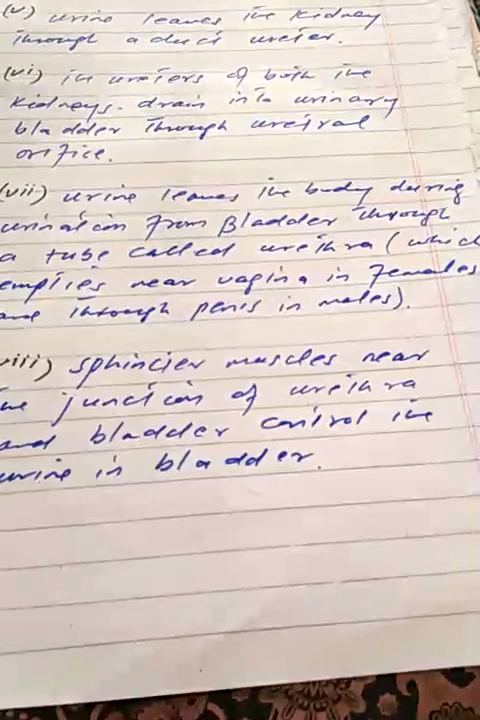 (v) urine leaves the kidney
through a duct ureter.
(vi) the uretors of both the
kidneys. drain into urinary
bladder through uretral
orifice.
(vii) urine leaves the body during
urination from Bladder through
a tube called urethra (which
empties near vagina in females
and through penis in males).
viii) sphincter muscles near
the junction of urethra
and bladder control the
urine in bladder.